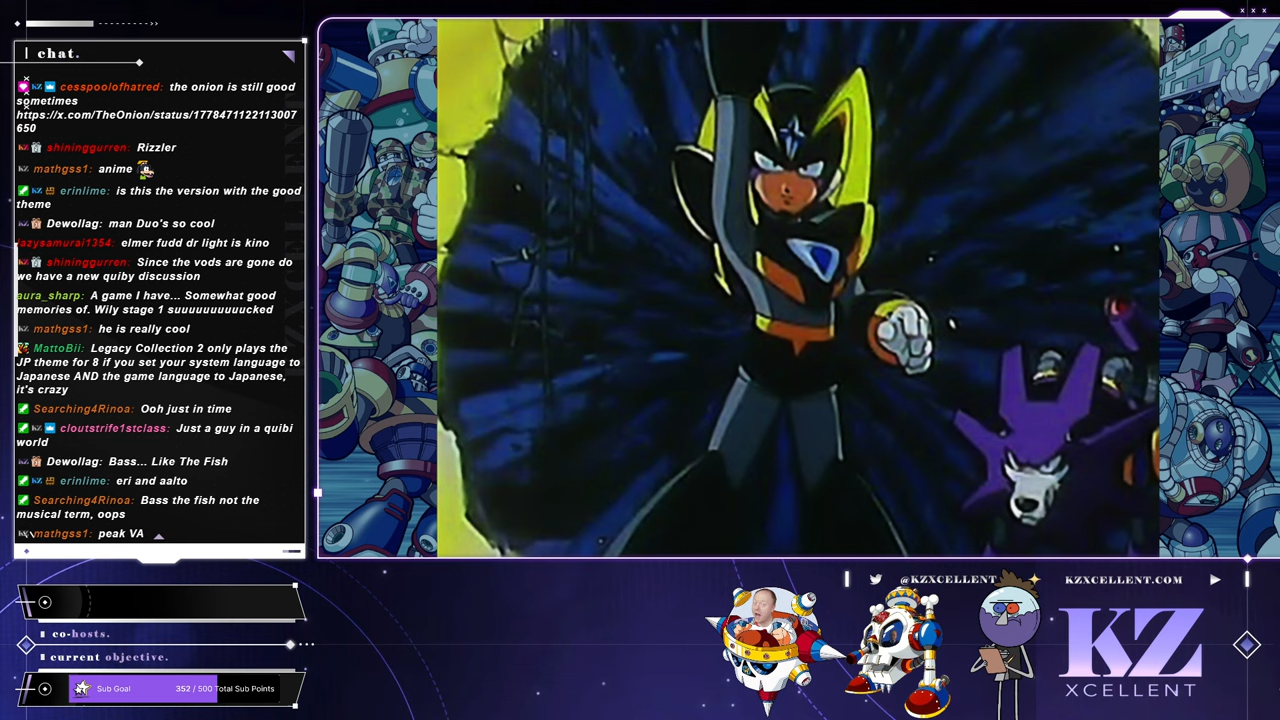 chat.
cesspoolofhatred: the onion is still good
sometimes
https://x.com/TheOnion/status/1778471122113007
650
shininggurren: Rizzler
mathgss1: anime
erinlime: is this the version with the good
theme
Dewollag: man Duo's so cool
lazysamurai1354: elmer fudd dr light is kino
shininggurren: Since the vods are gone do
we have a new quiby discussion
aura_sharp: A game I have... Somewhat good
memories of. Wily stage 1 suuuuuuuuucked
mathgss1: he is really cool
MattoBii: Legacy Collection 2 only plays the
JP theme for 8 if you set your system language to
Japanese AND the game language to Japanese,
it's crazy
Searching4Rinoa: Ooh just in time
cloutstrife1stclass: Just a guy in a quibi
world
Dewollag: Bass... Like The Fish
erinlime: eri and aalto
Searching4Rinoa: Bass the fish not the
musical term, oops
mathgss1: peak VA
co-hosts.
current objective.
Sub Goal 352 / 500 Total Sub Points
@KZXCELLENT
KZXCELLENT.COM
KZ
XCELLENT